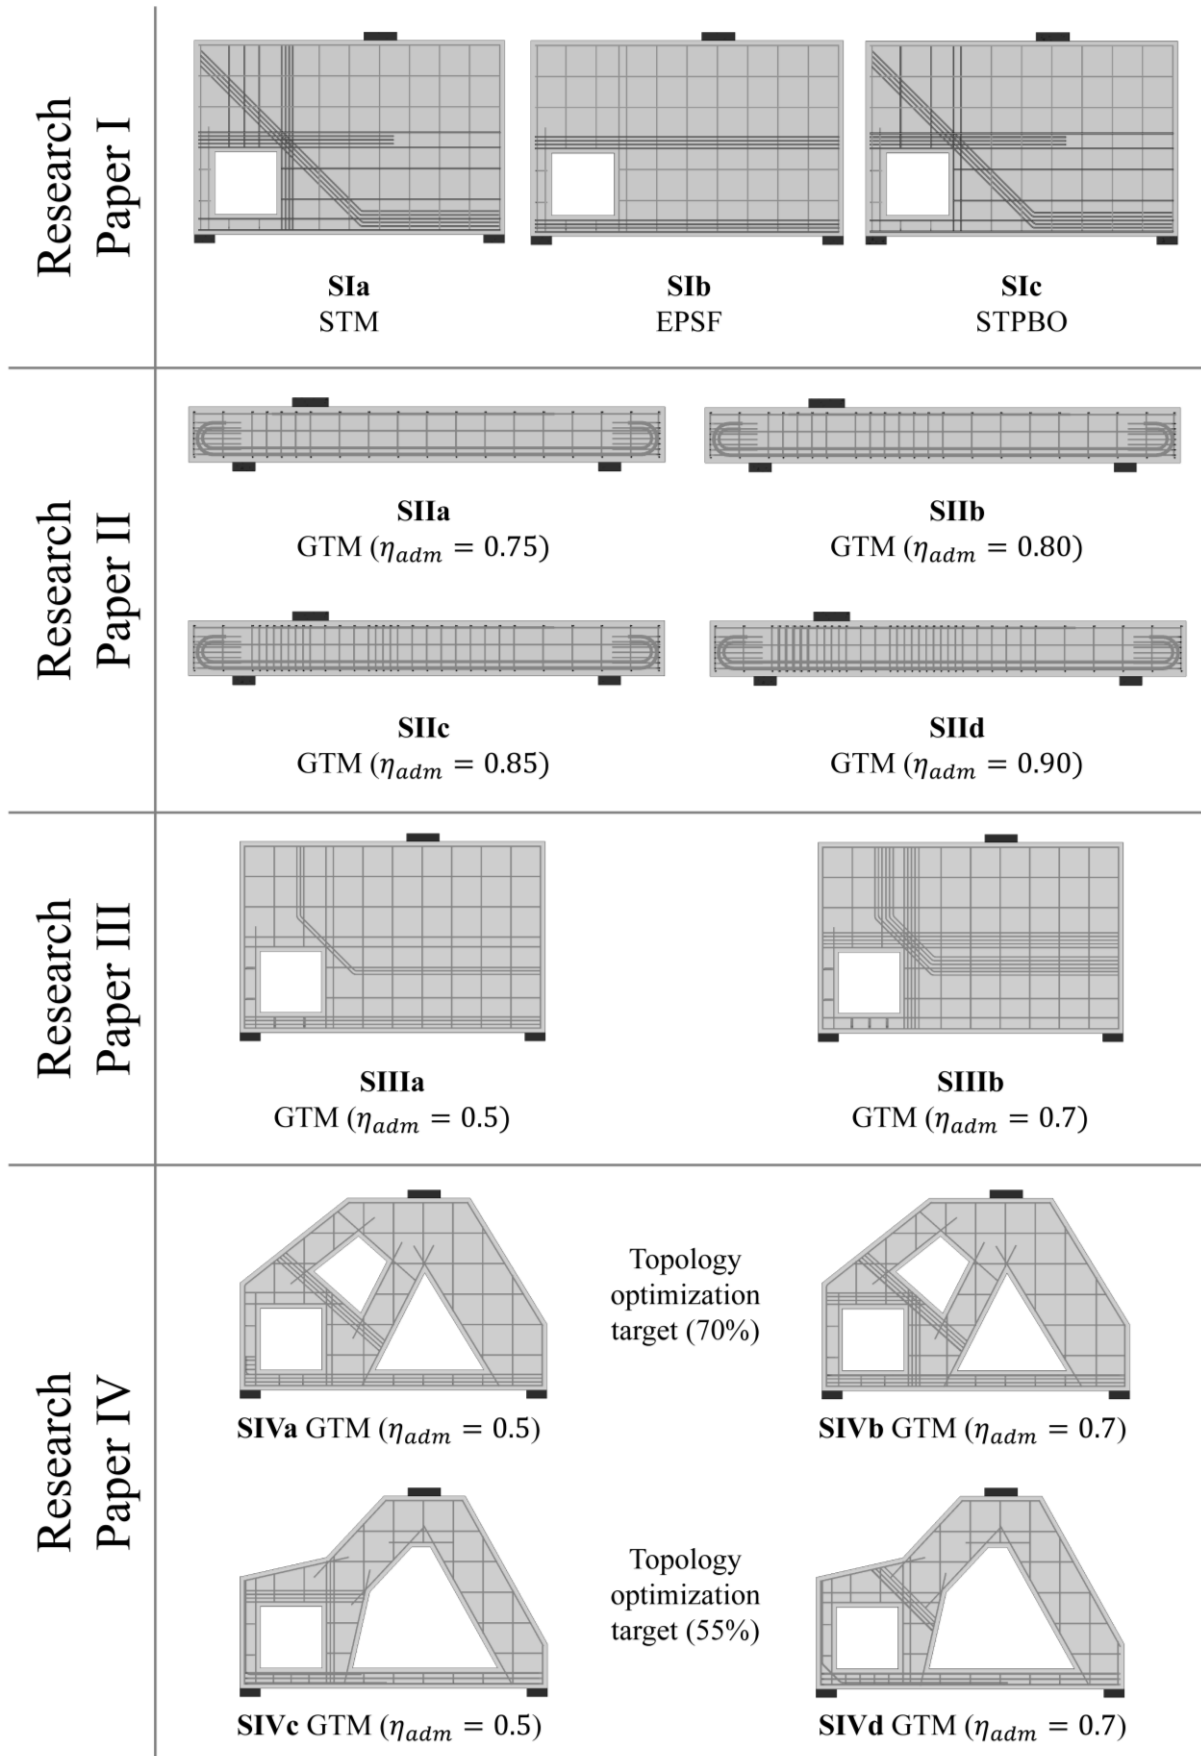 Research
Paper I
SIa
STM
SIb
EPSF
SIc
STPBO
Research
Paper II
SIIa
GTM (η_adm = 0.75)
SIIb
GTM (η_adm = 0.80)
SIIc
GTM (η_adm = 0.85)
SIId
GTM (η_adm = 0.90)
Research
Paper III
SIIIa
GTM (η_adm = 0.5)
SIIIb
GTM (η_adm = 0.7)
Research
Paper IV
Topology
optimization
target (70%)
SIVa GTM (η_adm = 0.5)
SIVb GTM (η_adm = 0.7)
Topology
optimization
target (55%)
SIVc GTM (η_adm = 0.5)
SIVd GTM (η_adm = 0.7)